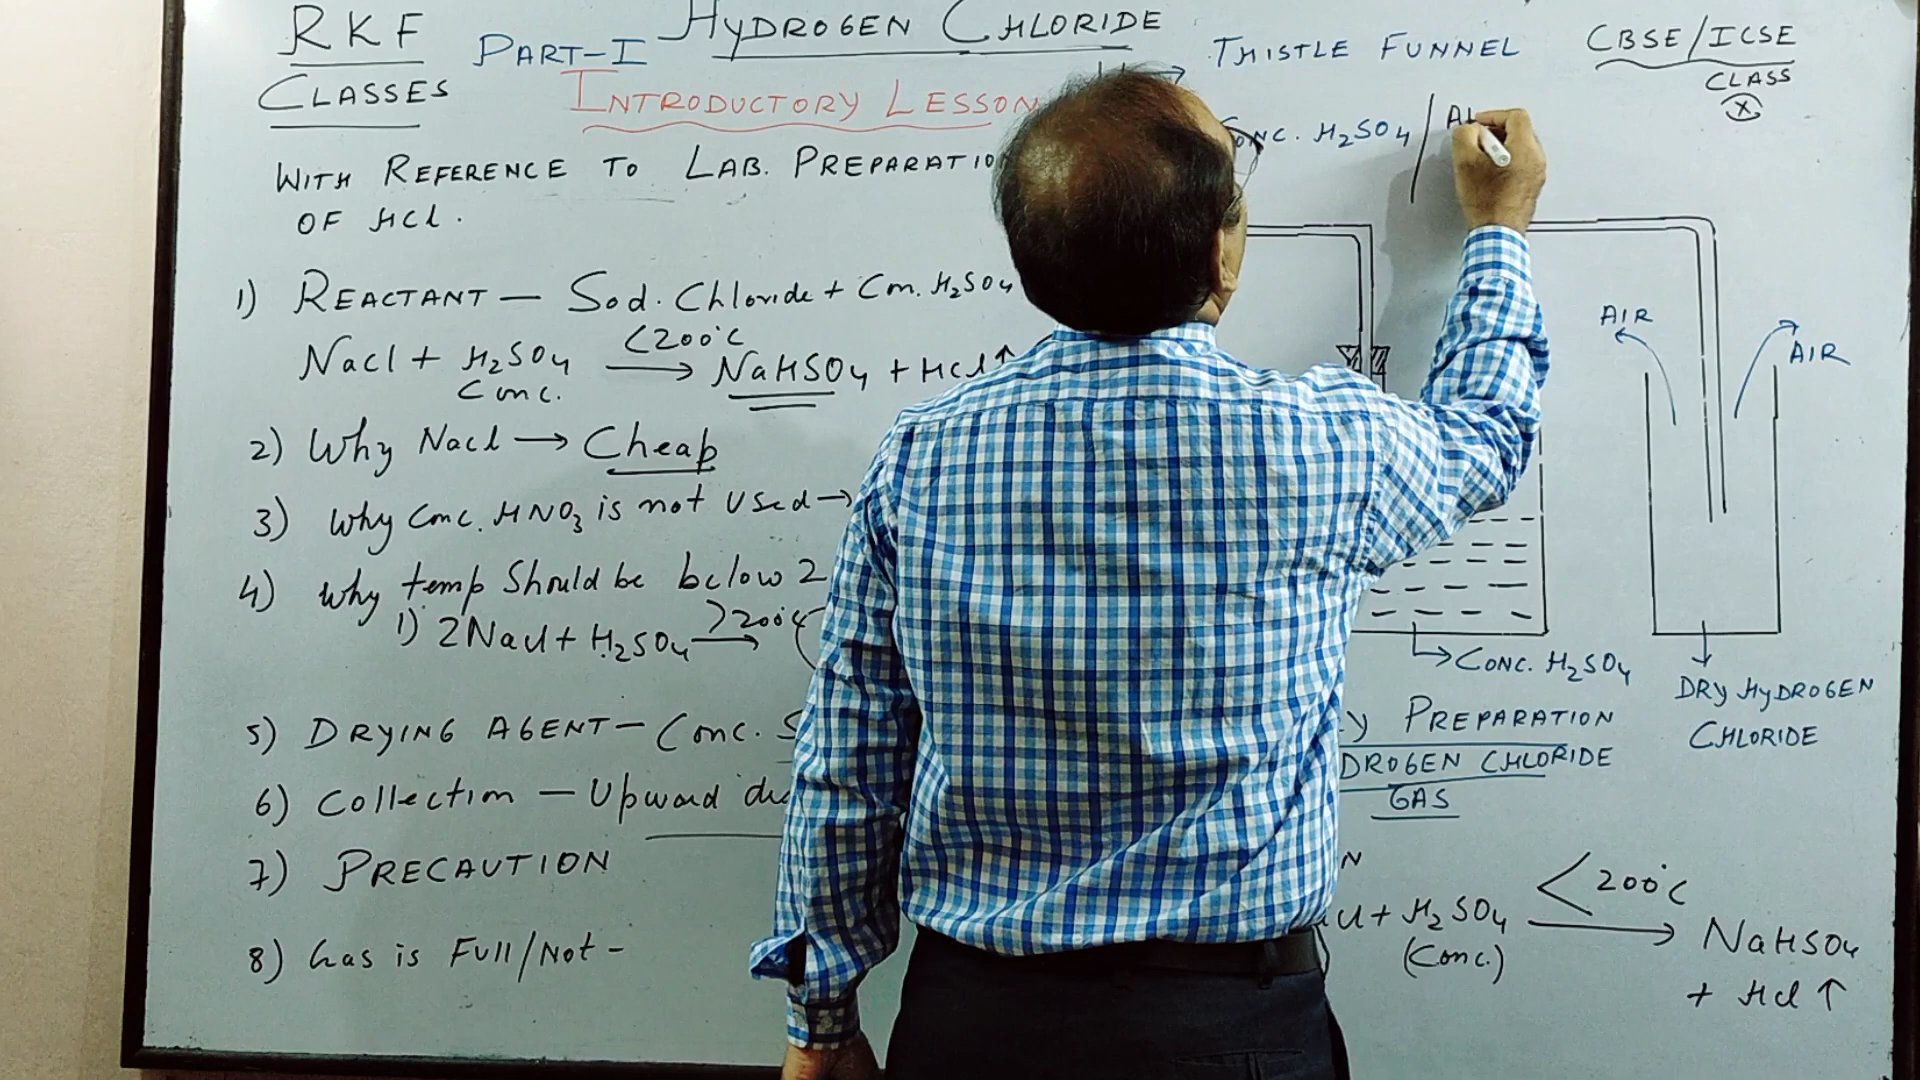 RKF
CLASSES
PART-I
HYDROGEN CHLORIDE
INTRODUCTORY LESSON
WITH REFERENCE TO LAB. PREPARATION
OF HCl.
1) REACTANT — Sod. Chloride + Con. H2SO4
NaCl + H2SO4 <200°C → NaHSO4 + HCl↑
Conc.
2) Why NaCl → Cheap
3) Why Conc. HNO3 is not Used →
4) Why temp Should be below 2
1) 2NaCl + H2SO4 >200°C →
5) DRYING AGENT — Conc. S
6) Collection — Upward
7) PRECAUTION
8) Gas is Full/Not -
THISTLE FUNNEL
CONC. H2SO4 /
CBSE/ICSE
CLASS
X
AIR
AIR
CONC. H2SO4
DRY HYDROGEN
CHLORIDE
PREPARATION
DROGEN CHLORIDE
GAS
+ H2SO4 <200°C → NaHSO4
(Conc.)
+ HCl ↑